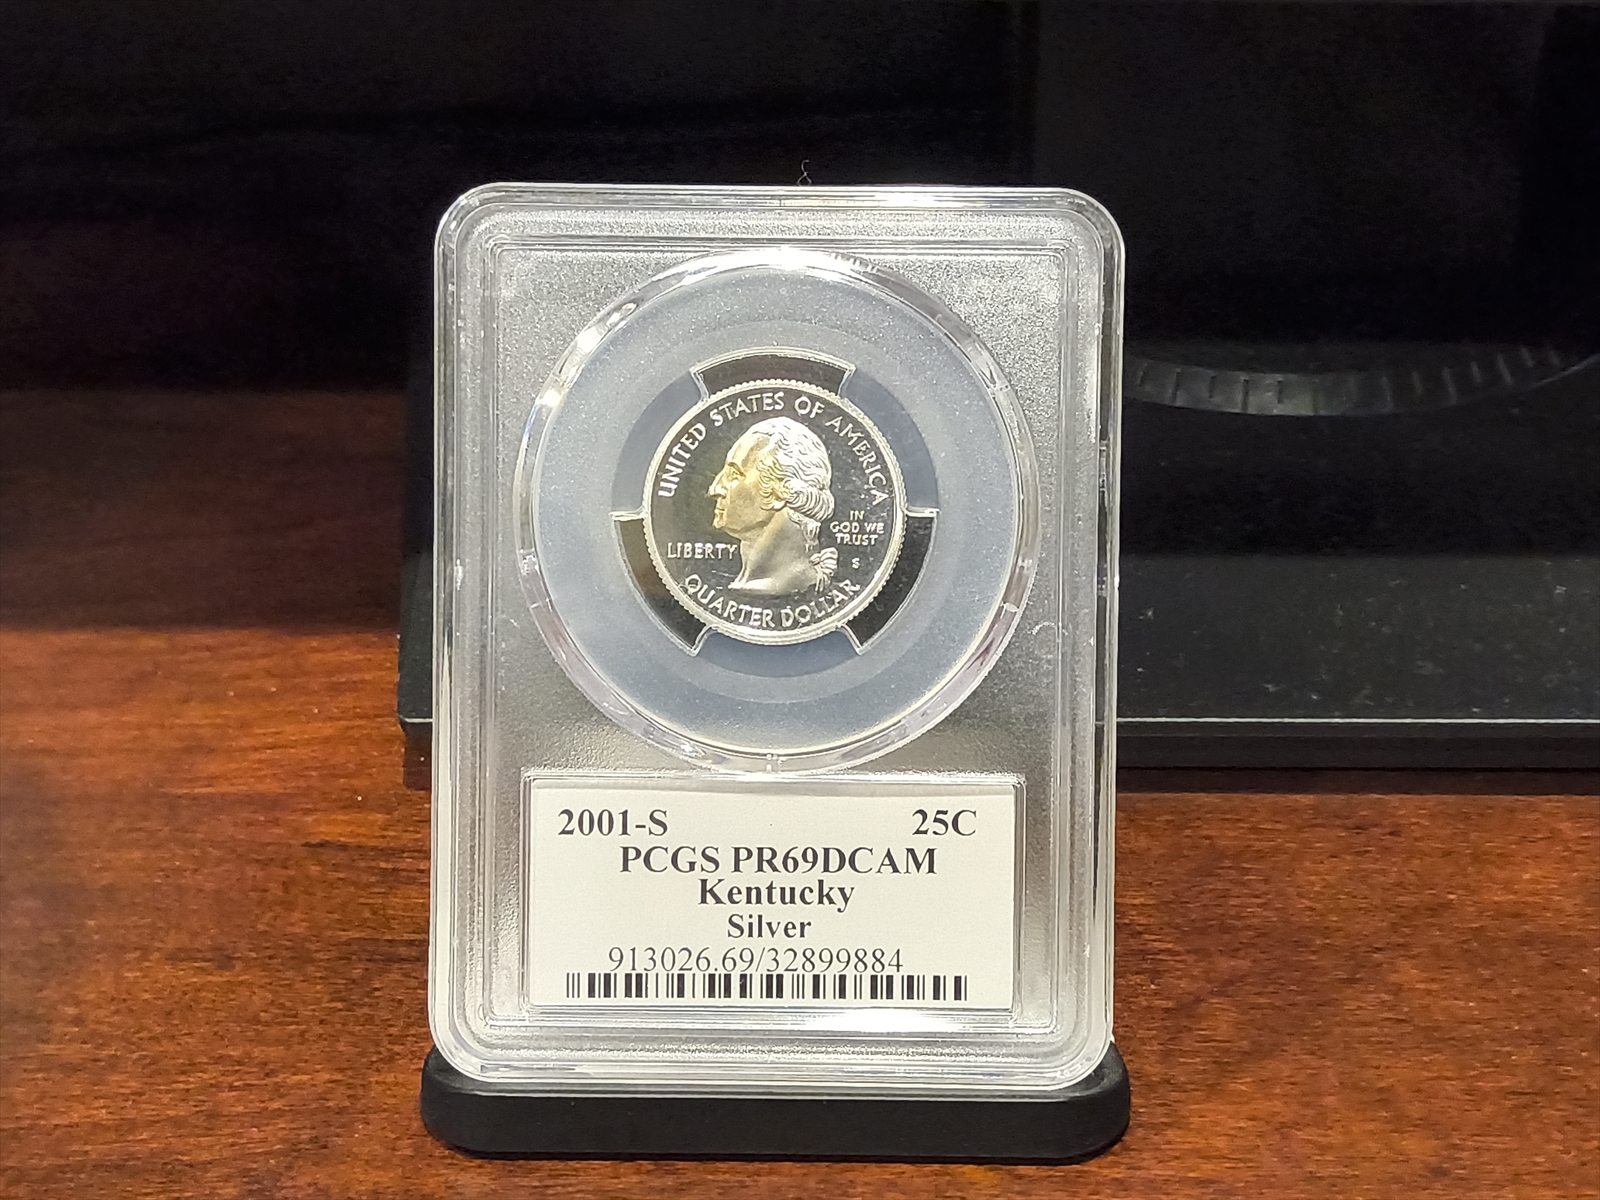 UNITED STATES OF AMERICA
LIBERTY
IN
GOD WE
TRUST
S
QUARTER DOLLAR
2001-S 25C
PCGS PR69DCAM
Kentucky
Silver
913026.69/32899884